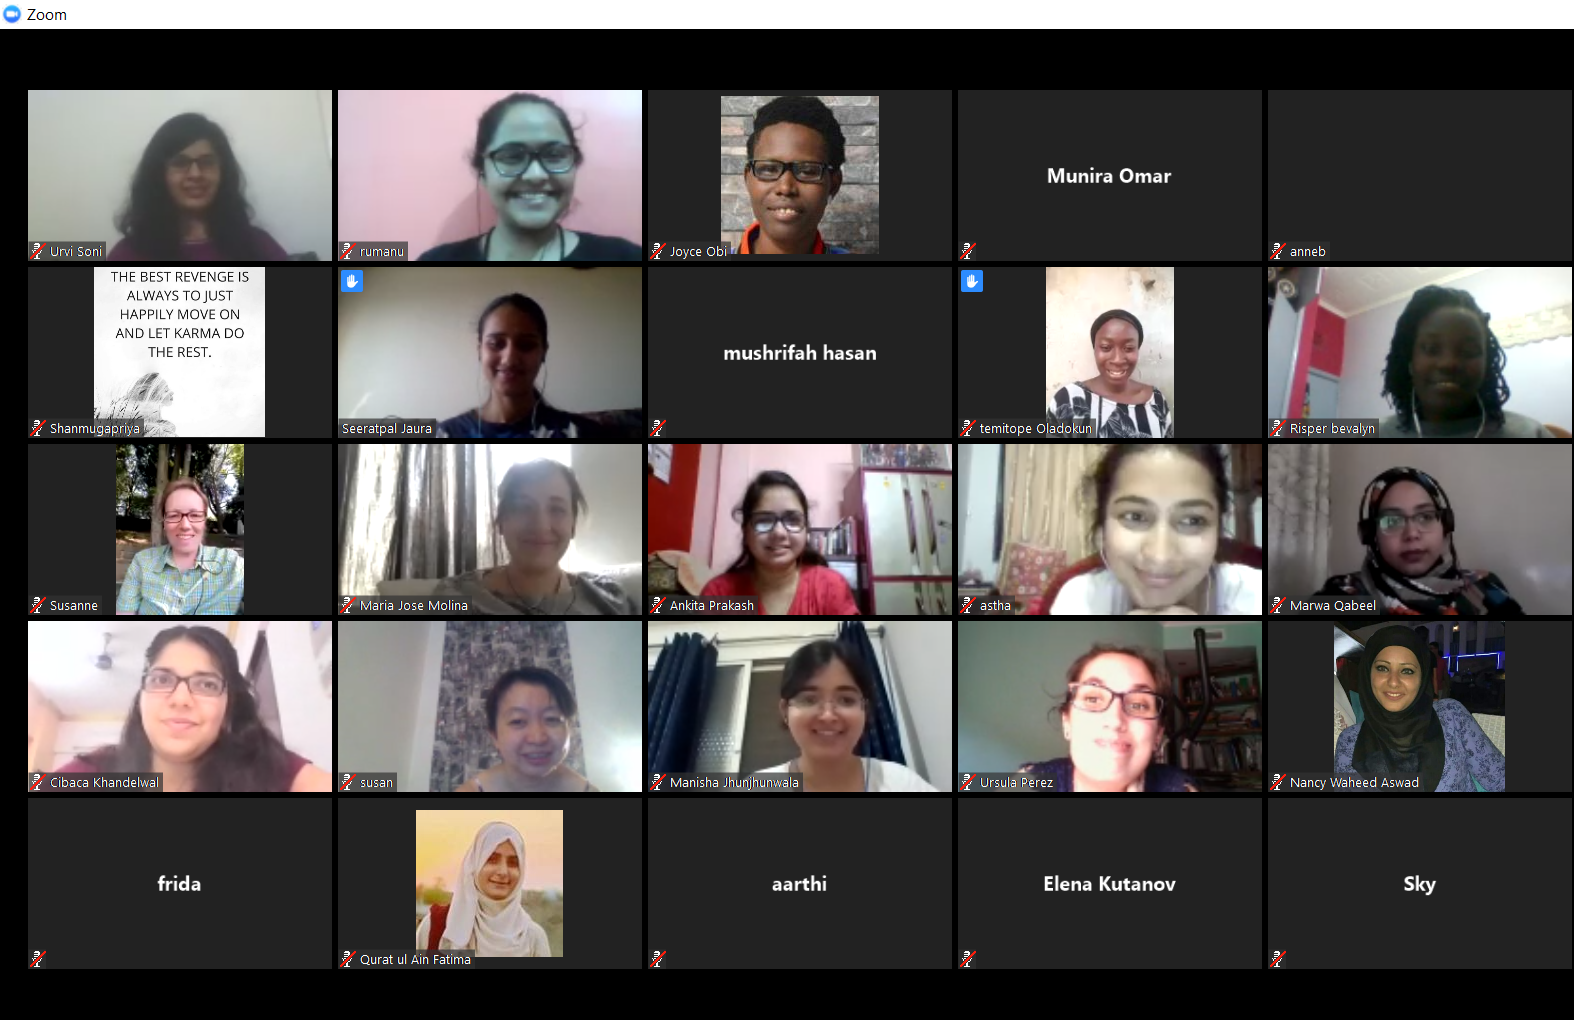 Zoom
Urvi Soni
rumanu
Joyce Obi
Munira Omar
anneb
THE BEST REVENGE IS
ALWAYS TO JUST
HAPPILY MOVE ON
AND LET KARMA DO
THE REST.
Shanmugapriya
Seeratpal Jaura
mushrifah hasan
temitope Oladokun
Risper bevalyn
Susanne
Maria Jose Molina
Ankita Prakash
astha
Marwa Qabeel
Cibaca Khandelwal
susan
Manisha Jhunjhunwala
Ursula Perez
Nancy Waheed Aswad
frida
Qurat ul Ain Fatima
aarthi
Elena Kutanov
Sky